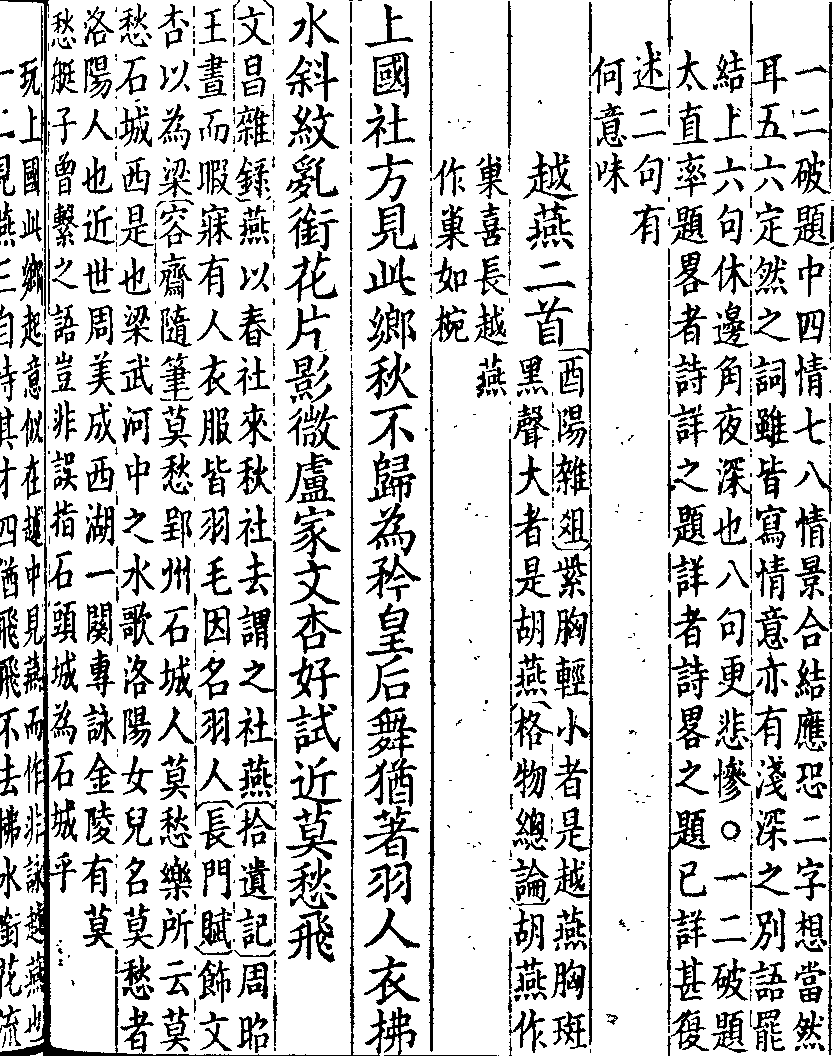 一二破題中四情七八情景合結應恐二字想當然
耳五六定然之詞雖皆寫情意亦有淺深之別語罷
結上六句休邊角夜深也八句更悲慘○一二破題
太直率題畧者詩詳之題詳者詩畧之題已詳甚復
述二句有
何意味
越燕二首
酉陽雜俎紫胸輕小者是越燕胸斑
黑聲大者是胡燕格物總論胡燕作
巢喜長越燕
作巢如椀
上國社方見此鄉秋不歸為矜皇后舞猶著羽人衣拂
水斜紋亂銜花片影微盧家文杏好試近莫愁飛
文昌雜錄燕以春社來秋社去謂之社燕拾遺記周昭
王晝而暇寐有人衣服皆羽毛因名羽人長門賦飾文
杏以為梁容齋隨筆莫愁郢州石城人莫愁樂所云莫
愁石城西是也梁武河中之水歌洛陽女兒名莫愁者
洛陽人也近世周美成西湖一闋專詠金陵有莫
愁艇子曾繫之語豈非誤指石頭城為石城乎
玩上國此鄉起意似在越中見燕而作非詠越燕也
一二見燕三自恃其才四猶飛飛不去拂水銜花流